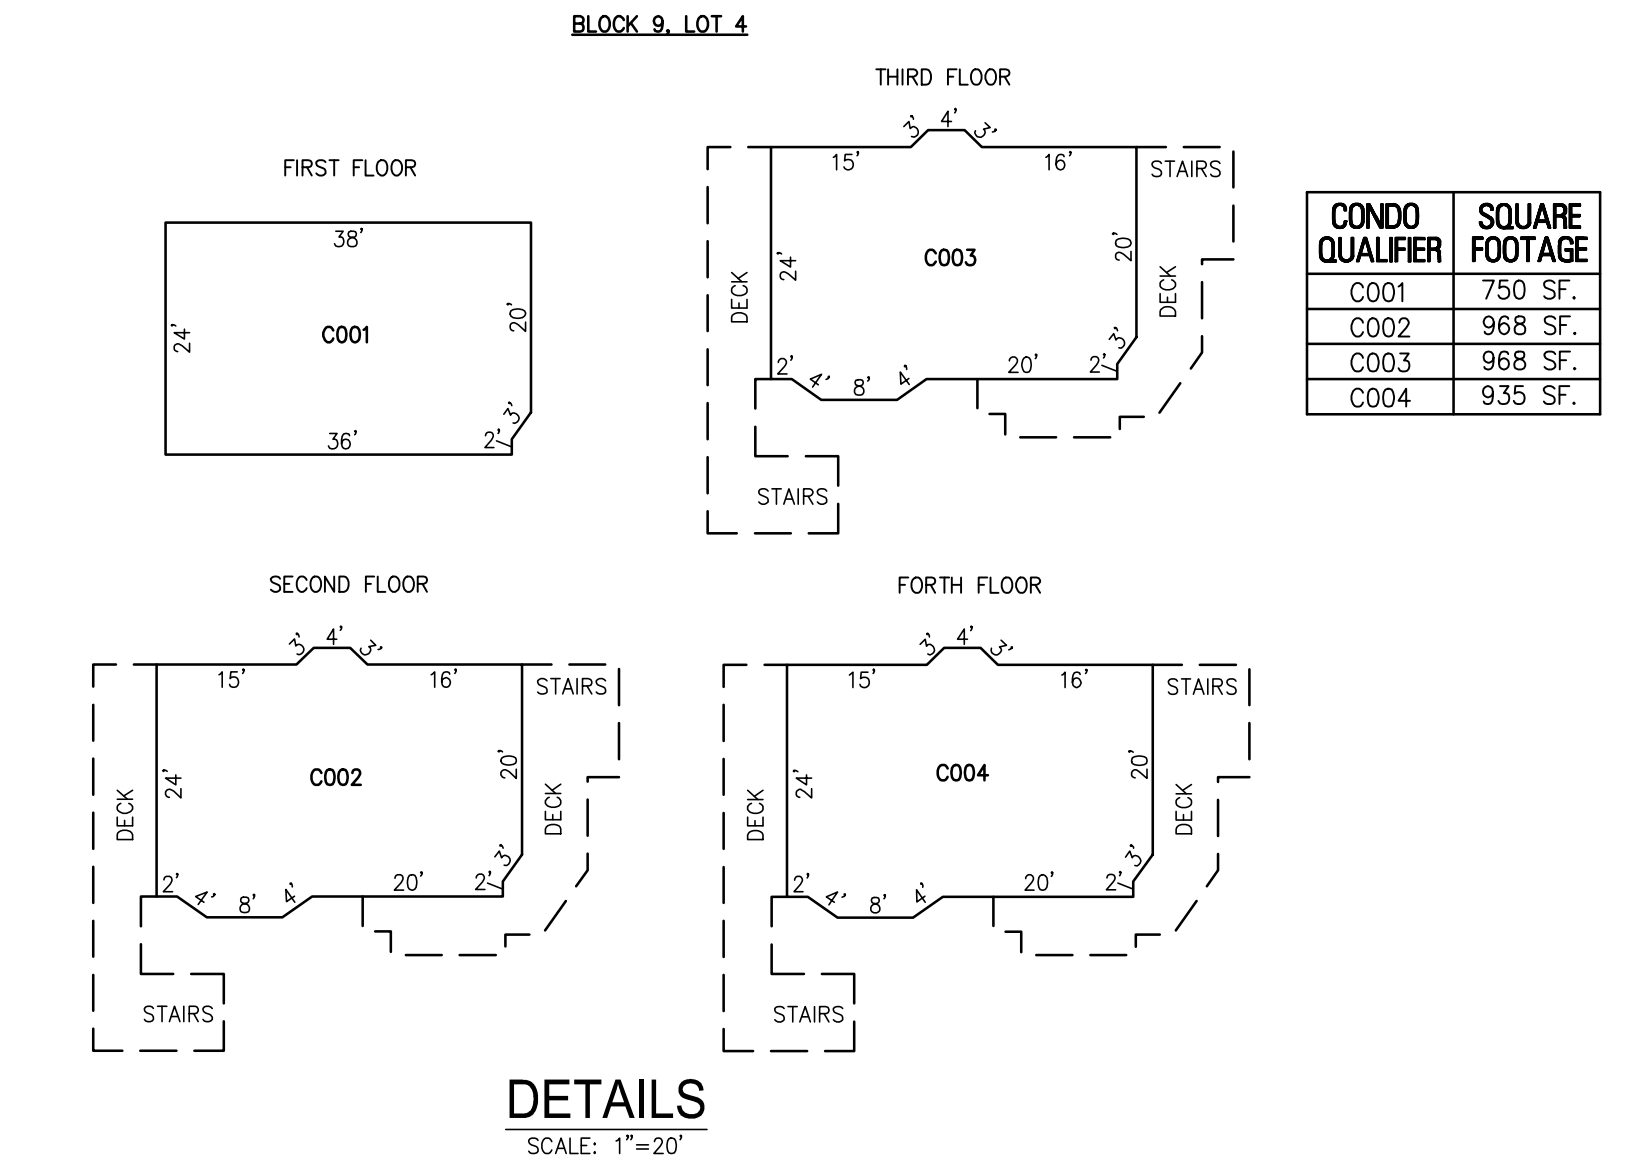 BLOCK 9, LOT 4
FIRST FLOOR
38'
24'
C001
20'
36'
2'
3'
THIRD FLOOR
3'
4'
3'
15'
16'
STAIRS
DECK
24'
C003
20'
DECK
2'
4'
8'
4'
20'
2'
3'
STAIRS
CONDO QUALIFIER SQUARE FOOTAGE
C001 750 SF.
C002 968 SF.
C003 968 SF.
C004 935 SF.
SECOND FLOOR
3'
4'
3'
15'
16'
STAIRS
DECK
24'
C002
20'
DECK
2'
4'
8'
4'
20'
2'
3'
STAIRS
FORTH FLOOR
3'
4'
3'
15'
16'
STAIRS
DECK
24'
C004
20'
DECK
2'
4'
8'
4'
20'
2'
3'
STAIRS
DETAILS
SCALE: 1"=20'